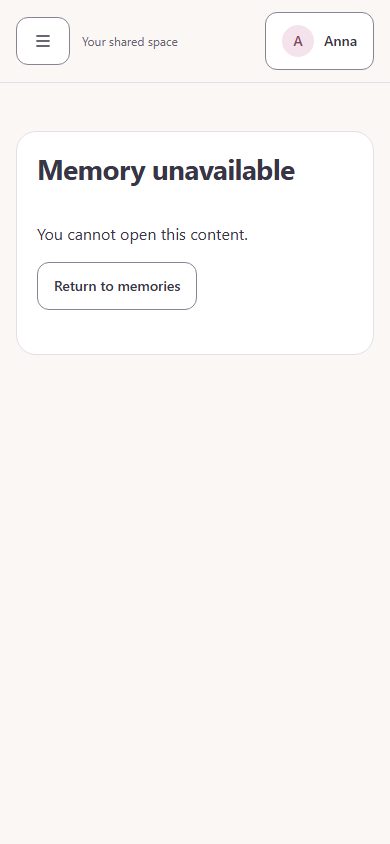 Your shared space
A
Anna
Memory unavailable
You cannot open this content.
Return to memories